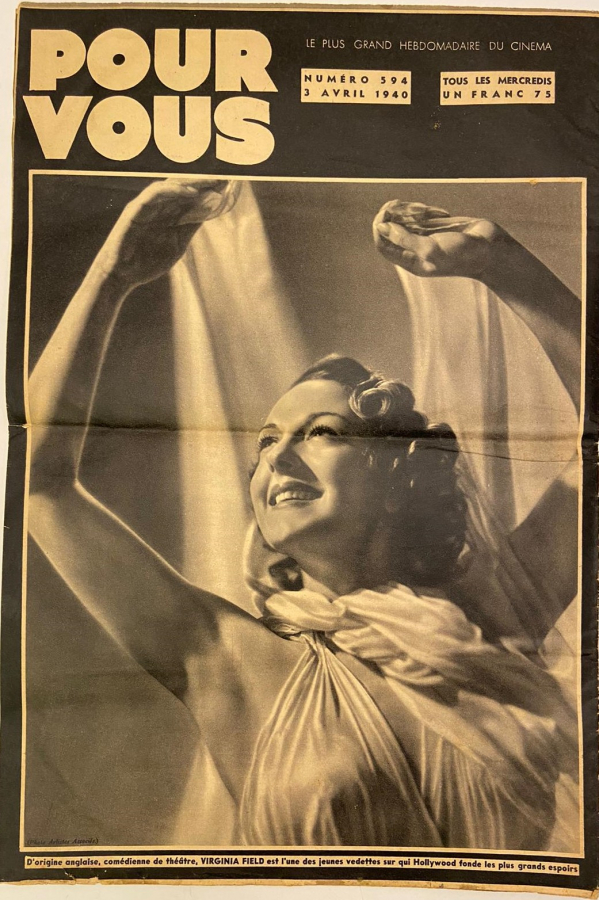 POUR
VOUS
LE PLUS GRAND HEBDOMADAIRE DU CINEMA
NUMÉRO 594
3 AVRIL 1940
TOUS LES MERCREDIS
UN FRANC 75
D'origine anglaise, comédienne de théâtre, VIRGINIA FIELD est l'une des jeunes vedettes sur qui Hollywood fonde les plus grands espoirs